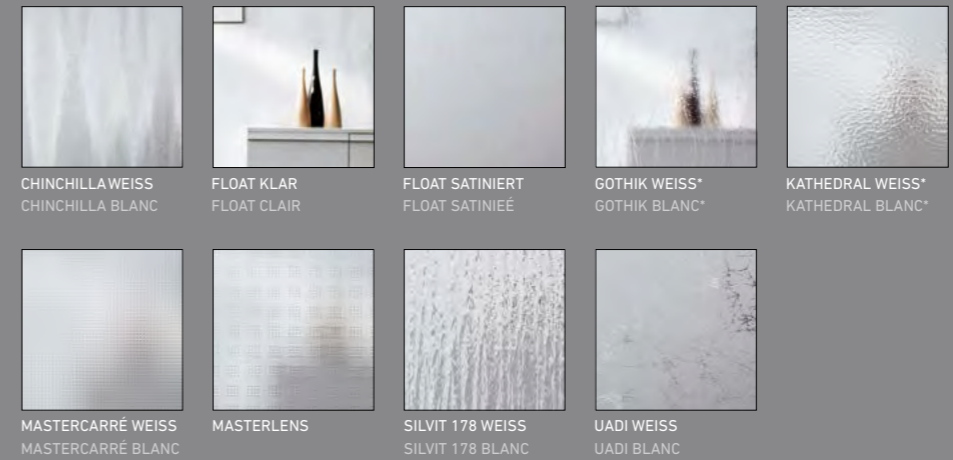 CHINCHILLA WEISS
CHINCHILLA BLANC
FLOAT KLAR
FLOAT CLAIR
FLOAT SATINIERT
FLOAT SATINIEÉ
GOTHIK WEISS*
GOTHIK BLANC*
KATHEDRAL WEISS*
KATHEDRAL BLANC*
MASTERCARRÉ WEISS
MASTERCARRÉ BLANC
MASTERLENS
SILVIT 178 WEISS
SILVIT 178 BLANC
UADI WEISS
UADI BLANC